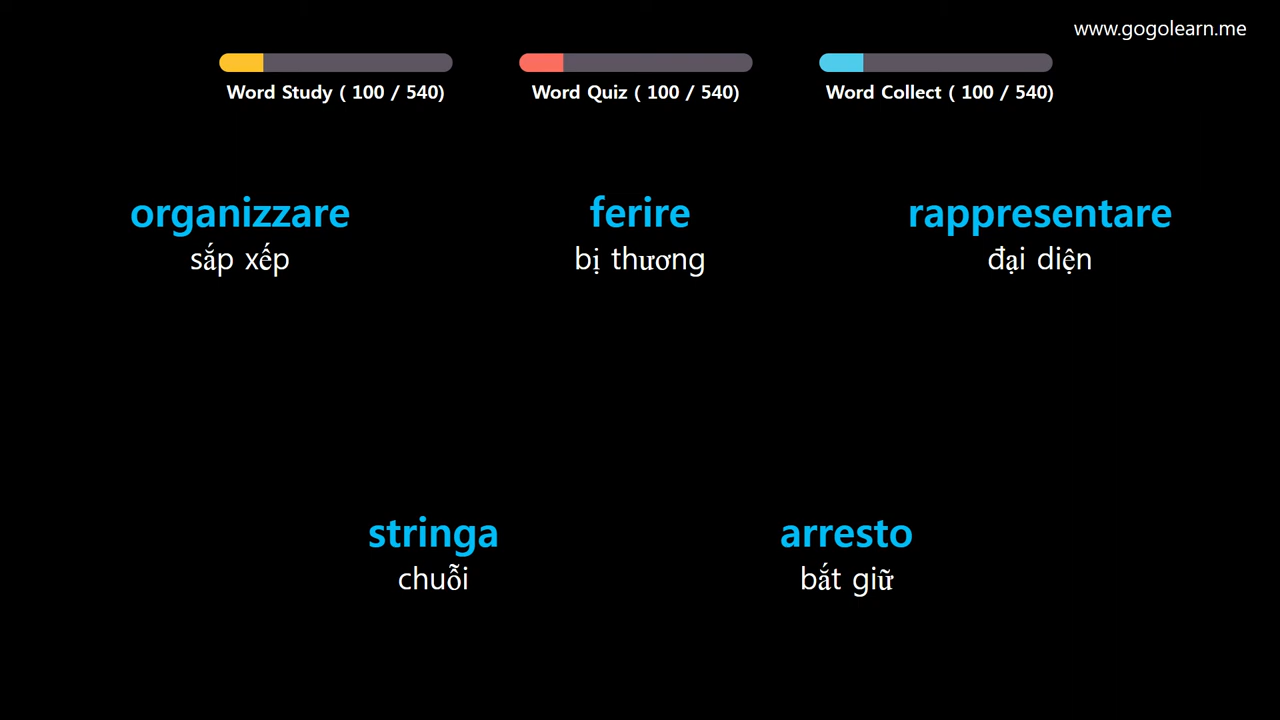 www.gogolearn.me
Word Study ( 100 / 540)
Word Quiz ( 100 / 540)
Word Collect ( 100 / 540)
organizzare
sắp xếp
ferire
bị thương
rappresentare
đại diện
stringa
chuỗi
arresto
bắt giữ